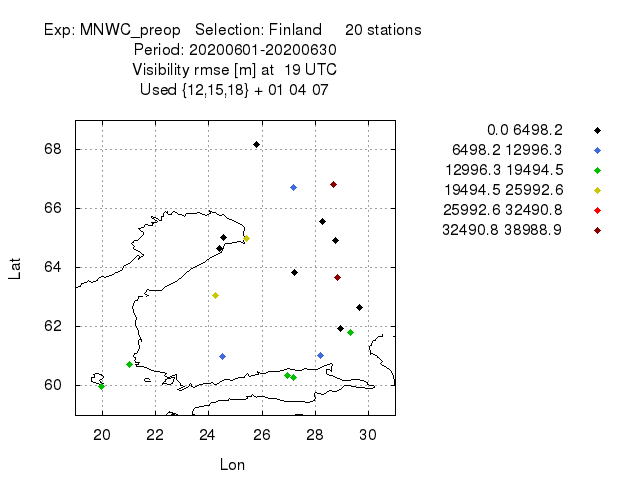 Exp: MNWC_preop Selection: Finland 20 stations
Period: 20200601-20200630
Visibility rmse [m] at 19 UTC
Used {12,15,18} + 01 04 07
0.0 6498.2
6498.2 12996.3
12996.3 19494.5
19494.5 25992.6
25992.6 32490.8
32490.8 38988.9
68
66
64
62
60
Lat
20 22 24 26 28 30
Lon